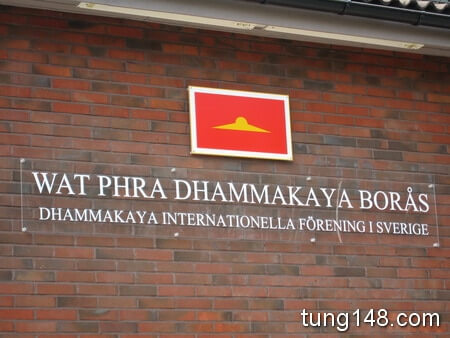 WAT PHRA DHAMMAKAYA BORÅS
DHAMMAKAYA INTERNATIONELLA FÖRENING I SVERIGE
tung148.com